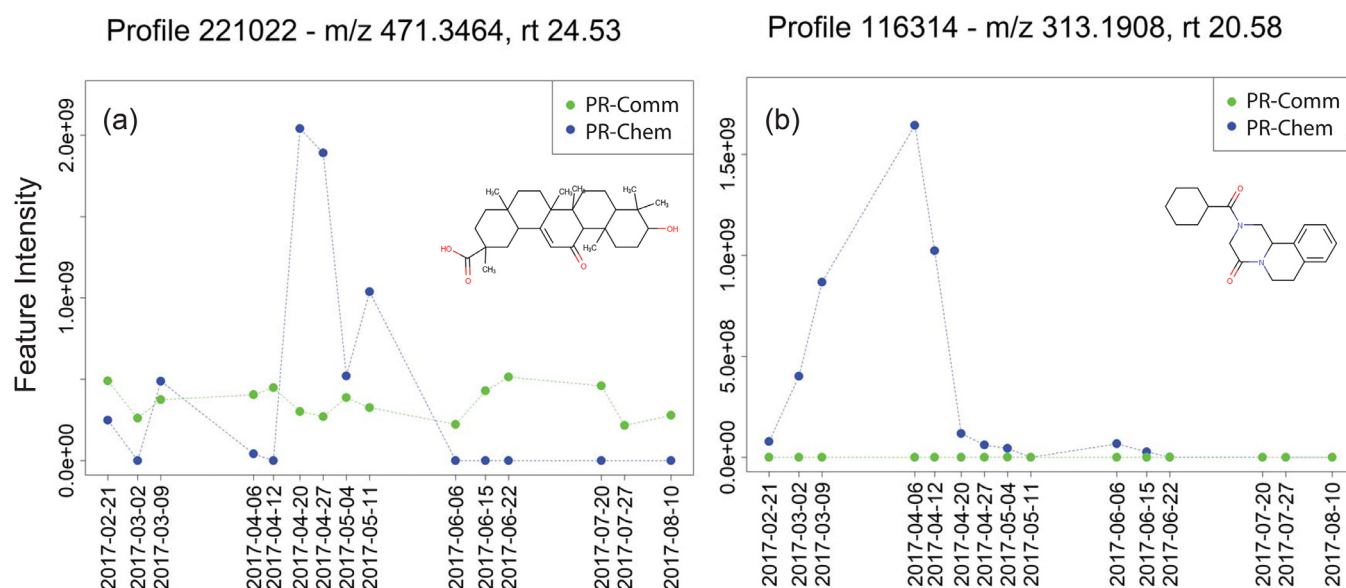 Profile 221022 - m/z 471.3464, rt 24.53
Profile 116314 - m/z 313.1908, rt 20.58
(a)
PR-Comm
PR-Chem
Feature Intensity
2.0e+09
1.0e+09
0.0e+00
H₃C
CH₃
CH₃
CH₃
CH₃
CH₃
HO
O
CH₃
O
OH
2017-02-21
2017-03-02
2017-03-09
2017-04-06
2017-04-12
2017-04-20
2017-04-27
2017-05-04
2017-05-11
2017-06-06
2017-06-15
2017-06-22
2017-07-20
2017-07-27
2017-08-10
(b)
PR-Comm
PR-Chem
1.5e+09
1.0e+09
5.0e+08
0.0e+00
O
N
N
O
2017-02-21
2017-03-02
2017-03-09
2017-04-06
2017-04-12
2017-04-20
2017-04-27
2017-05-04
2017-05-11
2017-06-06
2017-06-15
2017-06-22
2017-07-20
2017-07-27
2017-08-10